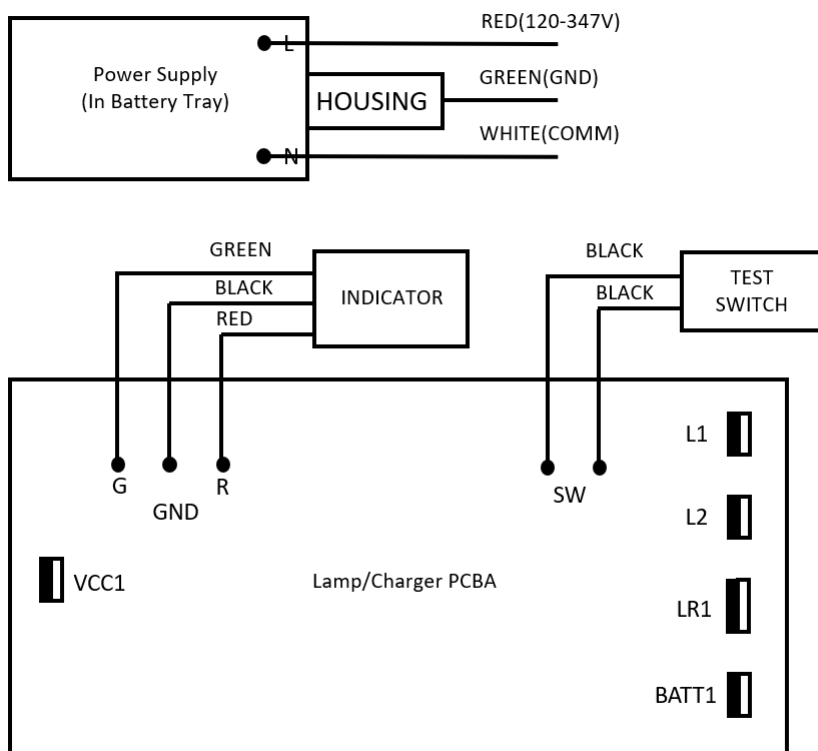 RED(120-347V)
L
Power Supply
(In Battery Tray)
GREEN(GND)
HOUSING
WHITE(COMM)
N
GREEN
BLACK
RED
INDICATOR
BLACK
BLACK
TEST
SWITCH
L1
G
GND
R
SW
L2
VCC1
Lamp/Charger PCBA
LR1
BATT1